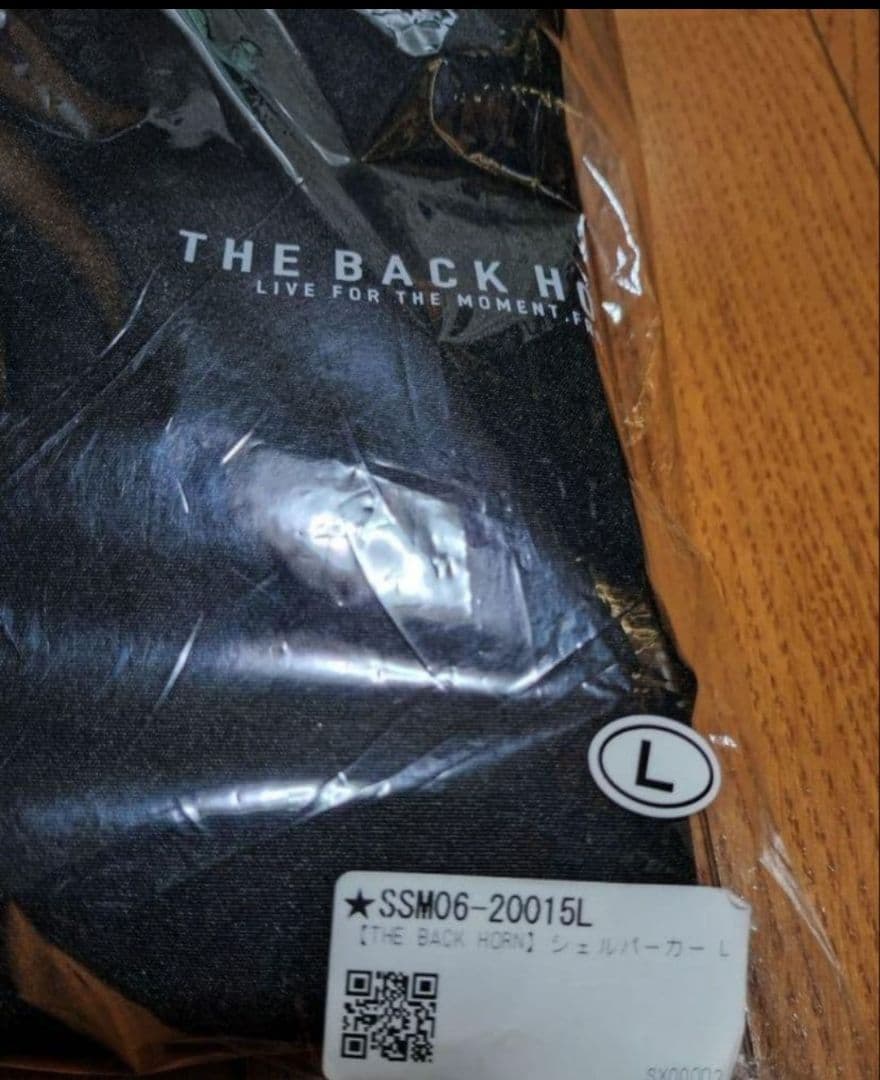 THE BACK HO
LIVE FOR THE MOMENT.F
L
★SSM06-20015L
【THE BACK HORN】シェルパーカー L
SX00002